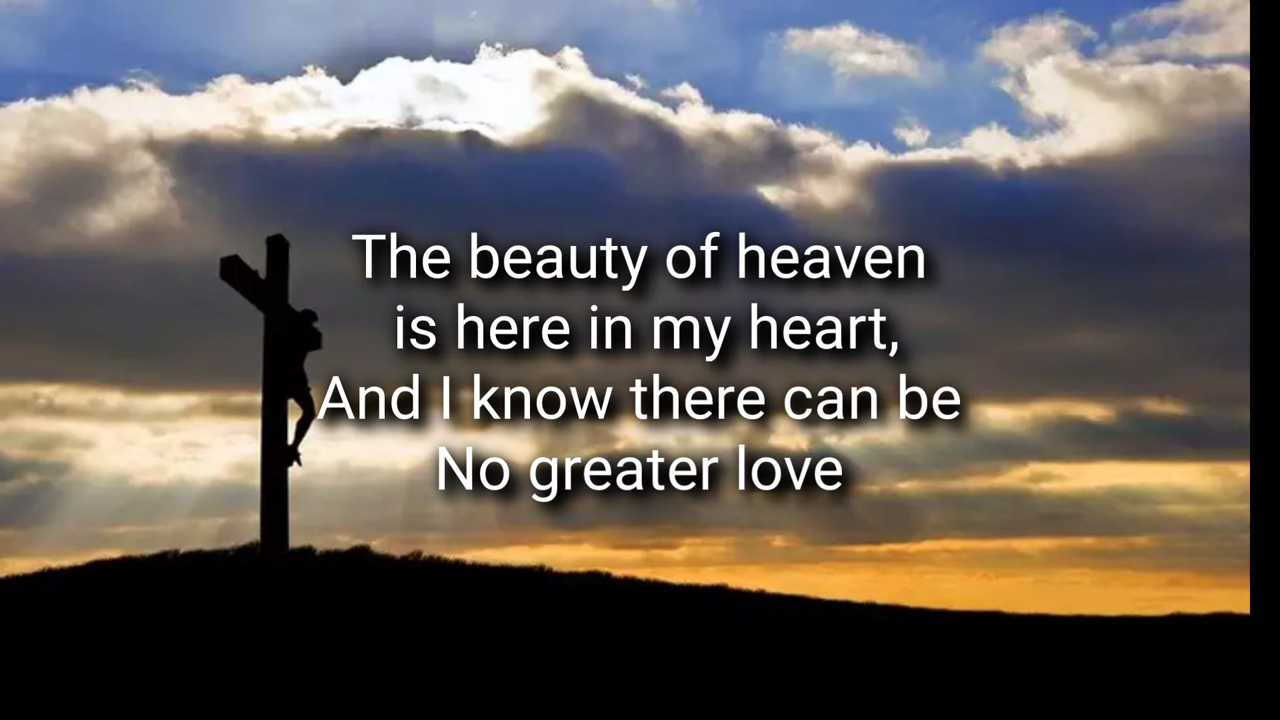 The beauty of heaven
is here in my heart,
And I know there can be
No greater love